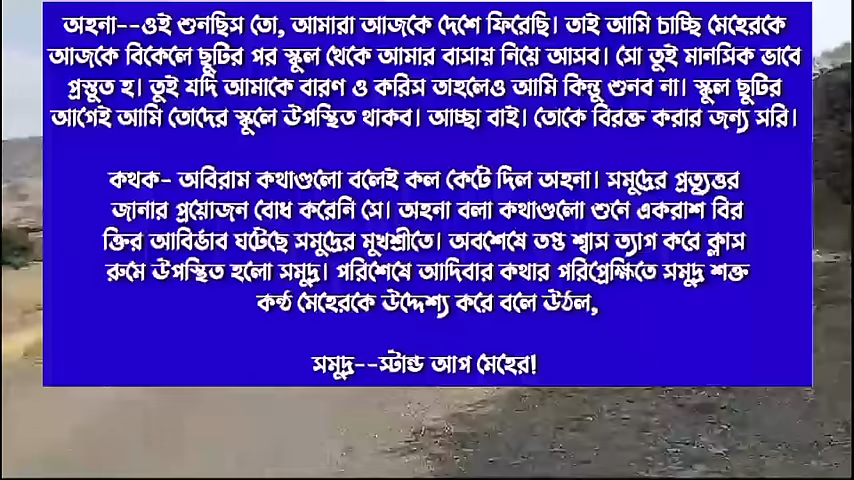 অহনা--ওই শুনছিস তো, আমারা আজকে দেশে ফিরেছি। তাই আমি চাচ্ছি মেহেরকে
আজকে বিকেলে ছুটির পর স্কুল থেকে আমার বাসায় নিয়ে আসব। সো তুই মানসিক ভাবে
প্রস্তুত হ। তুই যদি আমাকে বারণ ও করিস তাহলেও আমি কিন্তু শুনব না। স্কুল ছুটির
আগেই আমি তোদের স্কুলে উপস্থিত থাকব। আচ্ছা বাই। তোকে বিরক্ত করার জন্য সরি।
কথক- অবিরাম কথাগুলো বলেই কল কেটে দিল অহনা। সমুদ্রের প্রত্যুত্তর
জানার প্রয়োজন বোধ করেনি সে। অহনা বলা কথাগুলো শুনে একরাশ বির
ক্তির আবির্ভাব ঘটেছে সমুদ্রের মুখশ্রীতে। অবশেষে তপ্ত শ্বাস ত্যাগ করে ক্লাস
রুমে উপস্থিত হলো সমুদ্র। পরিশেষে আদিবার কথার পরিপ্রেক্ষিতে সমুদ্র শক্ত
কন্ঠ মেহেরকে উদ্দেশ্য করে বলে উঠল,
সমুদ্র--স্টান্ড আপ মেহের!